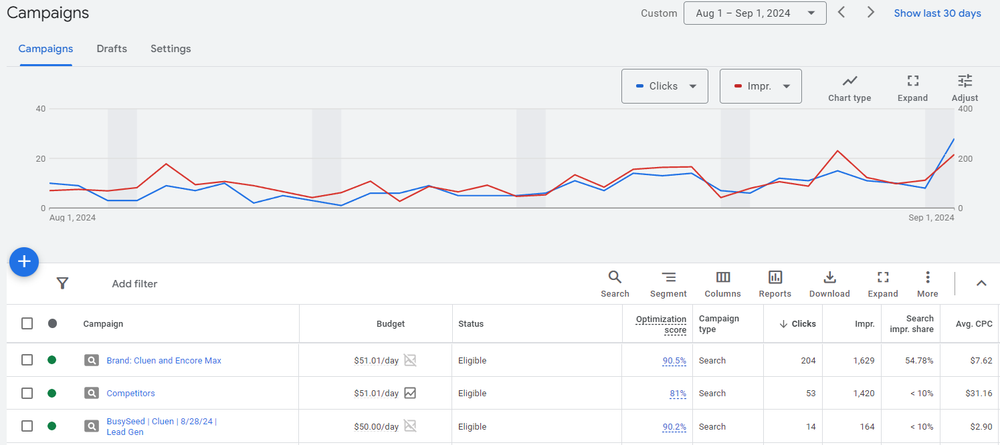 Campaigns
Custom
Aug 1 – Sep 1, 2024
Show last 30 days
Campaigns
Drafts
Settings
Clicks
Impr.
Chart type
Expand
Adjust
40
400
20
200
0
0
Aug 1, 2024
Sep 1, 2024
Add filter
Search
Segment
Columns
Reports
Download
Expand
More
Campaign
Budget
Status
Optimization
score
Campaign
type
Clicks
Impr.
Search
impr. share
Avg. CPC
Brand: Cluen and Encore Max
$51.01/day
Eligible
90.5%
Search
204
1,629
54.78%
$7.62
Competitors
$51.01/day
Eligible
81%
Search
53
1,420
< 10%
$31.16
BusySeed | Cluen | 8/28/24 |
Lead Gen
$50.00/day
Eligible
90.2%
Search
14
164
< 10%
$2.90